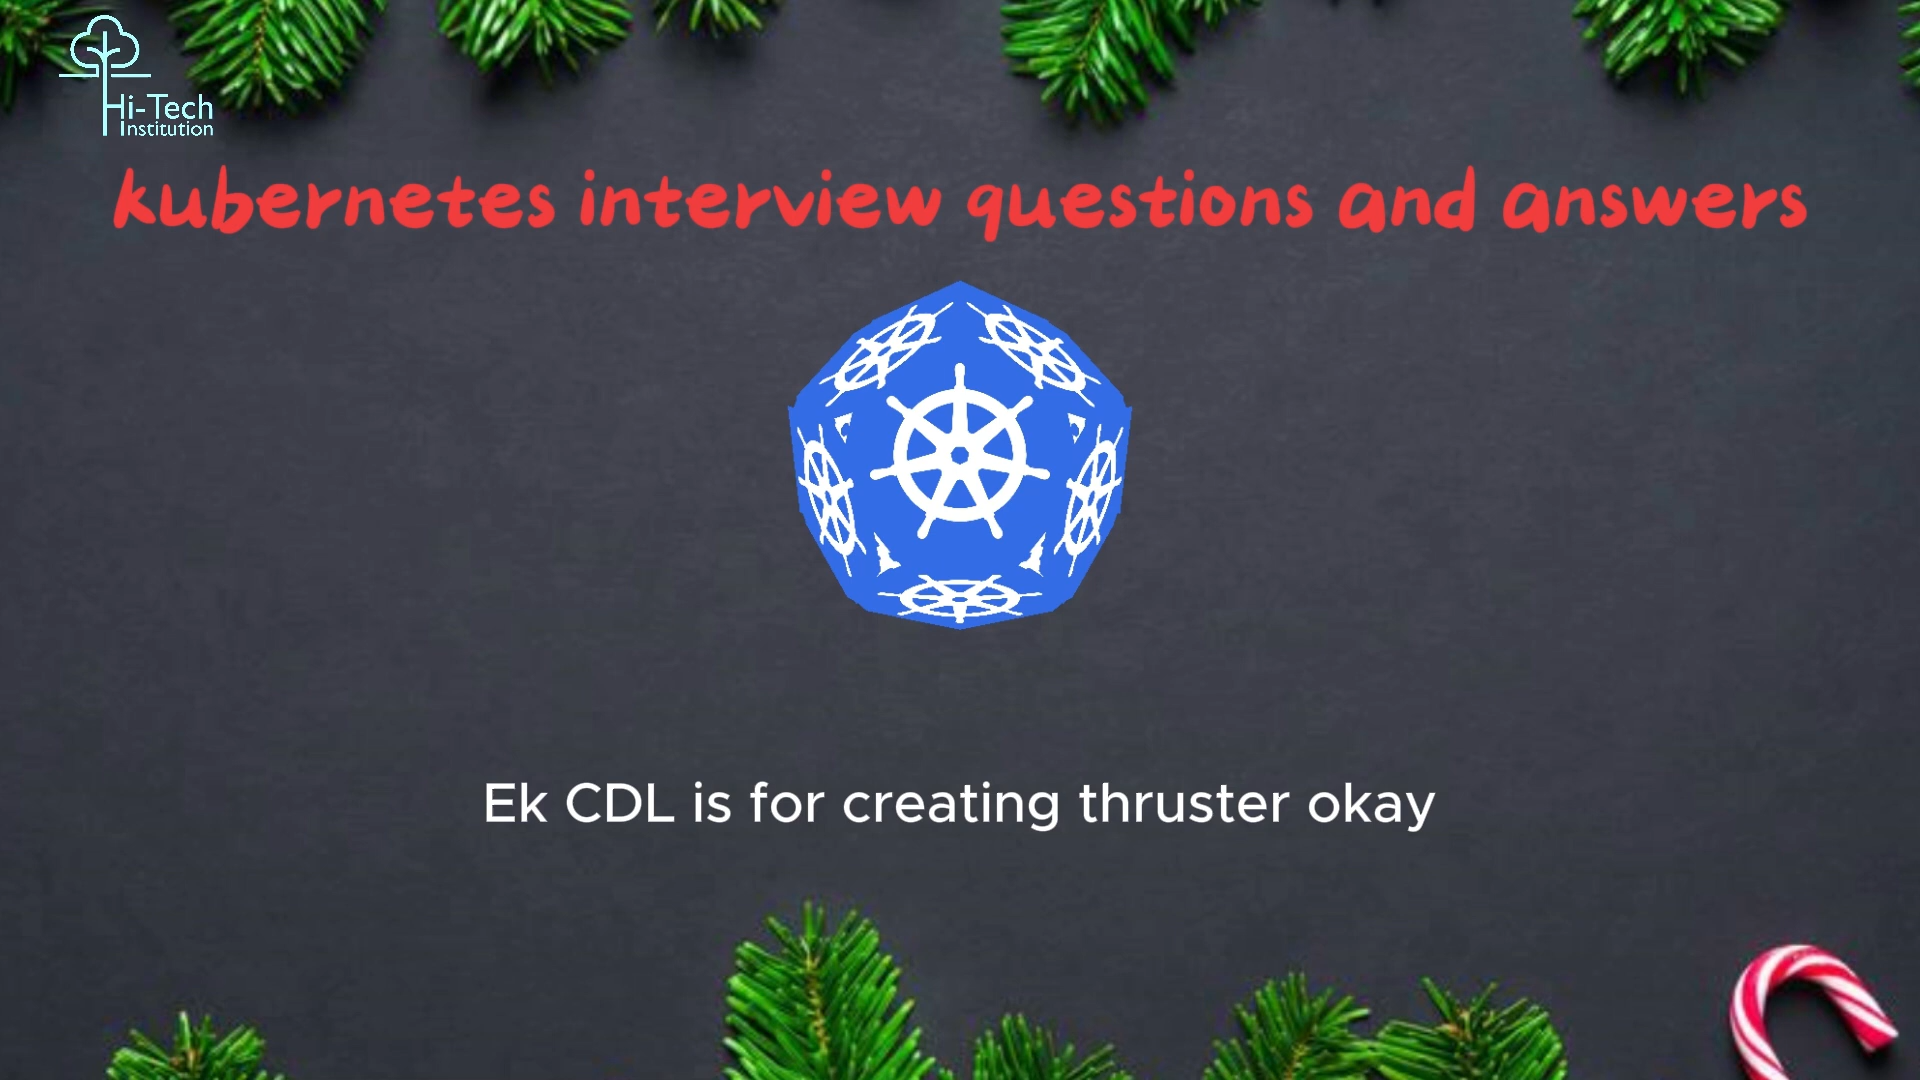 Hi-Tech
Institution
kubernetes interview questions and answers
Ek CDL is for creating thruster okay